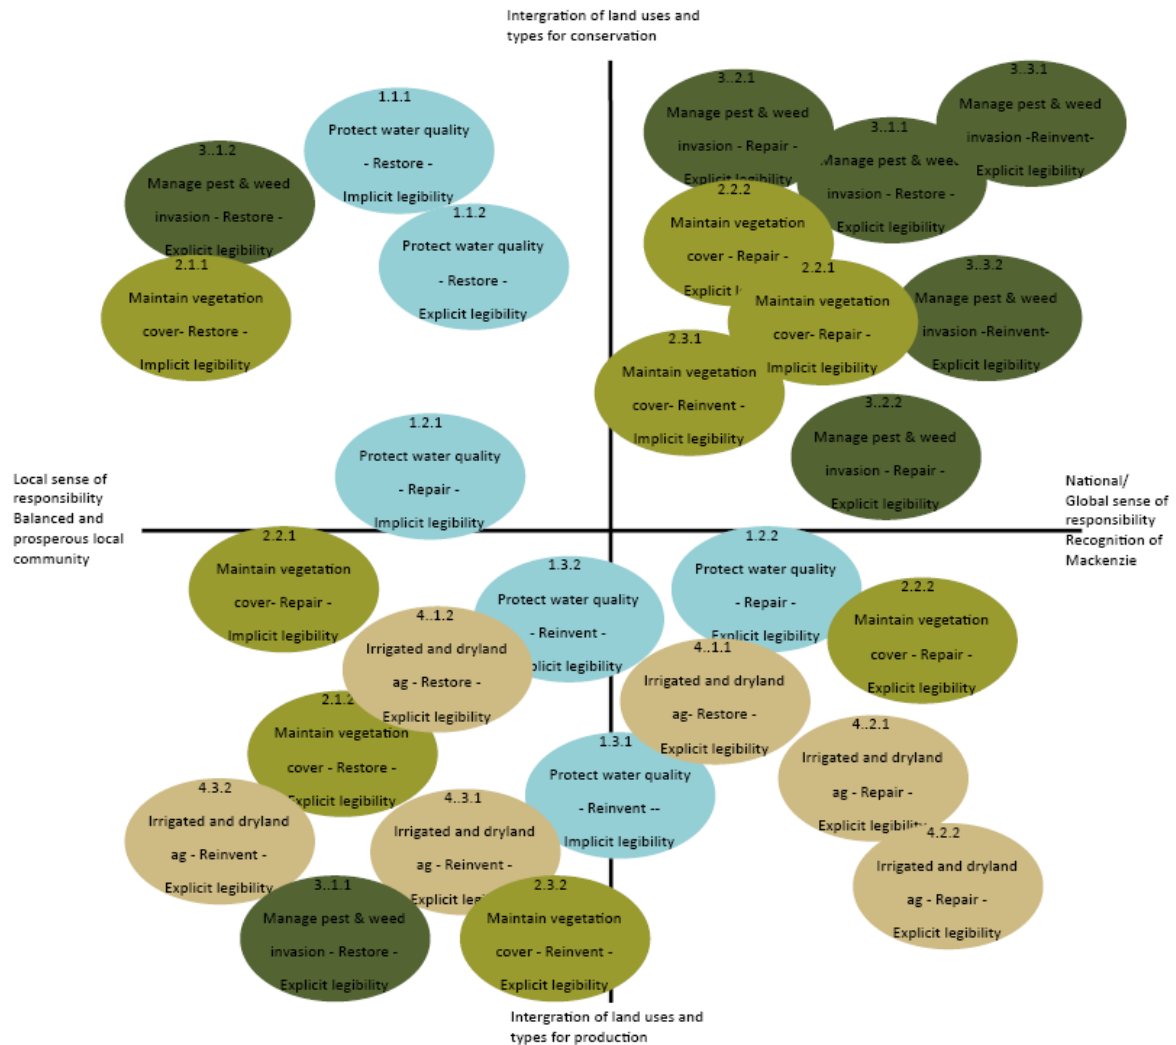 Intergration of land uses and
types for conservation
3..2.1
Manage pest & weed
invasion - Repair -
Explicit legibility
3..3.1
Manage pest & weed
invasion -Reinvent-
Explicit legibility
1.1.1
Protect water quality
- Restore -
Implicit legibility
3..1.1
Manage pest & weed
invasion - Restore -
Explicit legibility
3..1.2
Manage pest & weed
invasion - Restore -
Explicit legibility
2.2.2
Maintain vegetation
cover - Repair -
Explicit
1.1.2
Protect water quality
- Restore -
Explicit legibility
2.1.1
Maintain vegetation
cover- Restore -
Implicit legibility
2.2.1
Maintain vegetation
cover- Repair -
Implicit legibility
3..3.2
Manage pest & weed
invasion -Reinvent-
Explicit legibility
2.3.1
Maintain vegetation
cover- Reinvent -
Implicit legibility
3..2.2
Manage pest & weed
invasion - Repair -
Explicit legibility
1.2.1
Protect water quality
- Repair -
Implicit legibility
Local sense of
responsibility
Balanced and
prosperous local
community
National/
Global sense of
responsibility
Recognition of
Mackenzie
2.2.1
Maintain vegetation
cover- Repair -
Implicit legibility
1.2.2
Protect water quality
- Repair -
Explicit legibility
1.3.2
Protect water quality
- Reinvent -
legibility
2.2.2
Maintain vegetation
cover - Repair -
Explicit legibility
4..1.2
Irrigated and dryland
ag - Restore -
Explicit legibility
4..1.1
Irrigated and dryland
ag- Restore -
Explicit legibility
2.1.2
Maintain vegetation
cover - Restore -
Explicit legibility
4..2.1
Irrigated and dryland
ag - Repair -
Explicit legibility
1.3.1
Protect water quality
- Reinvent --
Implicit legibility
4.3.2
Irrigated and dryland
ag - Reinvent -
Explicit legibility
4..3.1
Irrigated and dryland
ag - Reinvent -
Explicit
4.2.2
Irrigated and dryland
ag - Repair -
Explicit legibility
3..1.1
Manage pest & weed
invasion - Restore -
Explicit legibility
2.3.2
Maintain vegetation
cover - Reinvent -
Explicit legibility
Intergration of land uses and
types for production